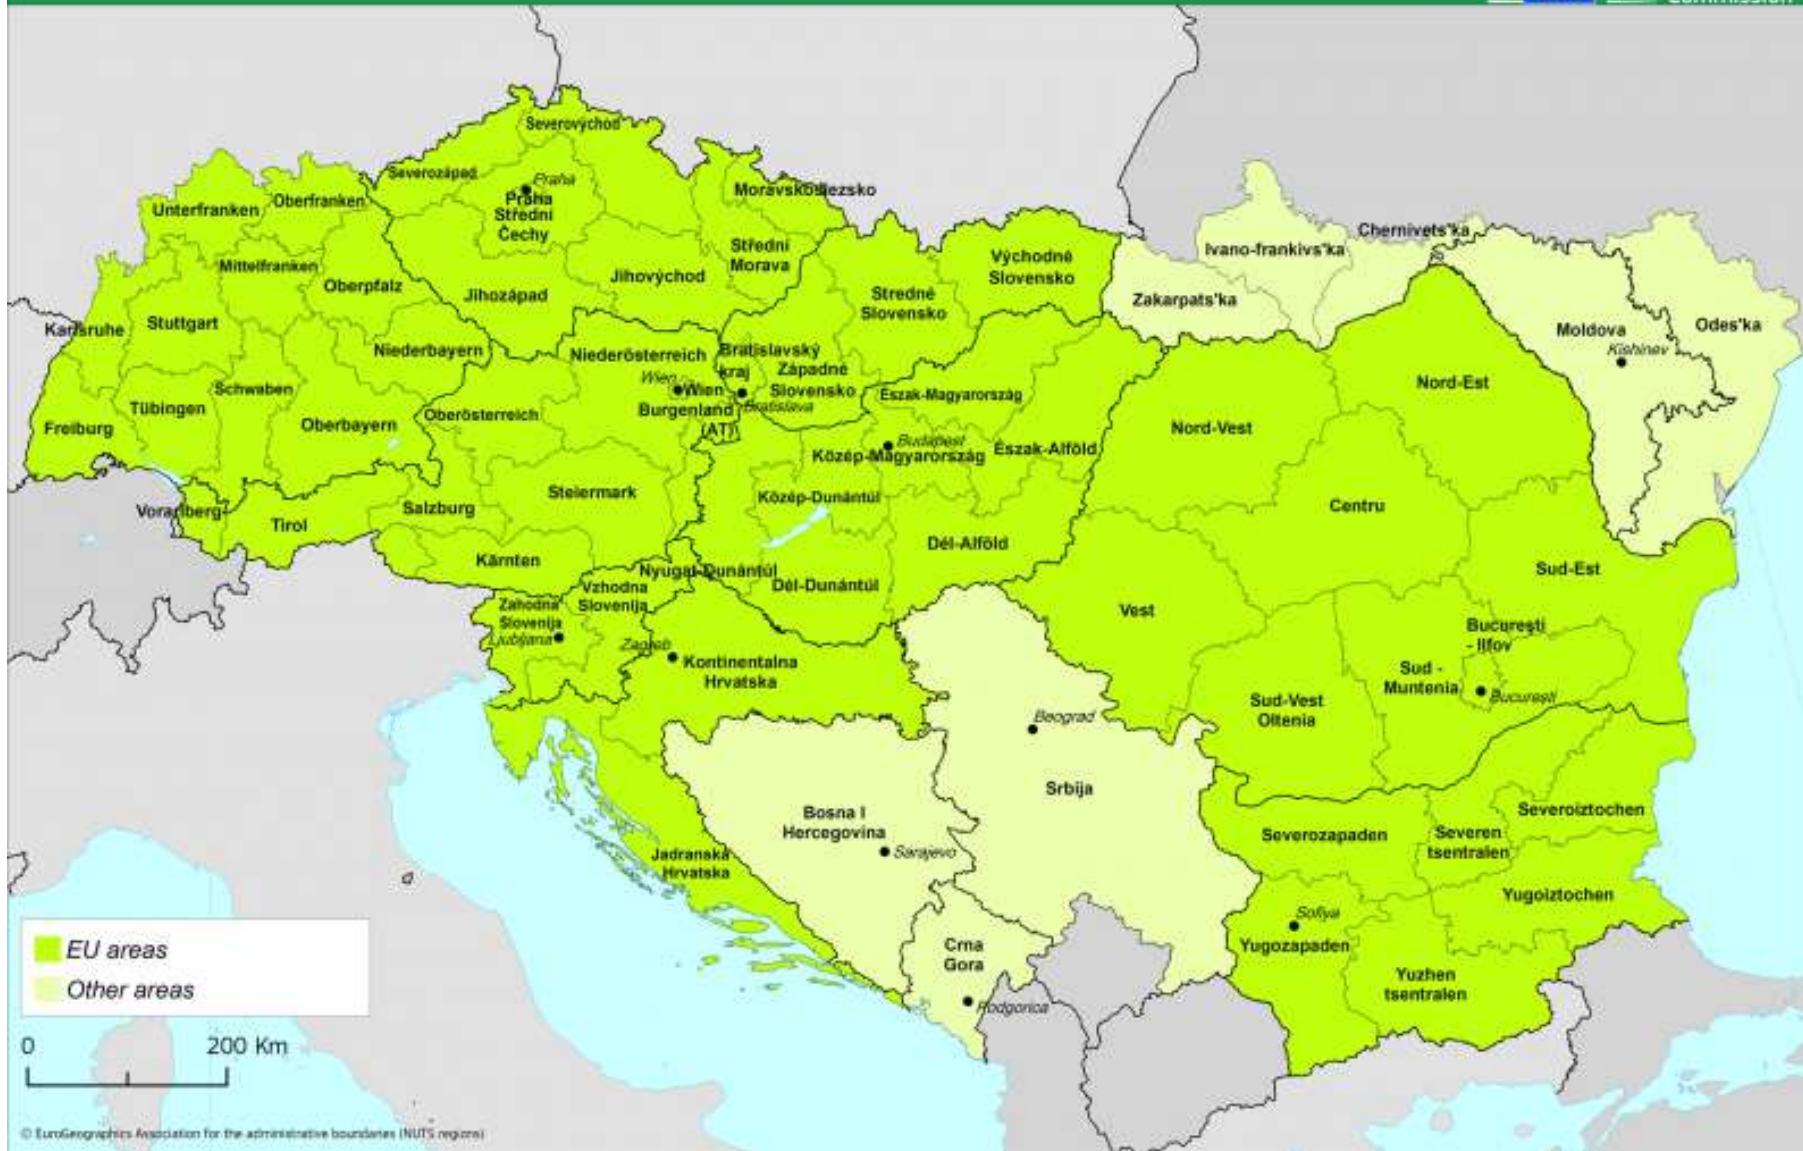 Severovýchod
Severozápad
Praha
Praha
Střední
Čechy
Moravskoslezsko
Unterfranken
Oberfranken
Mittelfranken
Oberpfalz
Jihozápad
Jihovýchod
Střední
Morava
Stredné
Slovensko
Východné
Slovensko
Zakarpats'ka
Ivano-frankivs'ka
Chernivets'ka
Moldova
Kishinev
Odes'ka
Karlsruhe
Stuttgart
Niederbayern
Niederösterreich
Bratislavský
kraj
Západné
Slovensko
Wien
Wien
Bratislava
Burgenland
(AT)
Schwaben
Tübingen
Freiburg
Oberbayern
Oberösterreich
Észak-Magyarország
Budapest
Közép-Magyarország
Észak-Alföld
Nord-Vest
Nord-Est
Centru
Vorarlberg
Tirol
Salzburg
Steiermark
Kärnten
Közép-Dunántúl
Nyugat-Dunántúl
Dél-Dunántúl
Dél-Alföld
Vest
Sud-Est
Zahodna
Slovenija
Ljubljana
Vzhodna
Slovenija
Zagreb
Kontinentalna
Hrvatska
Bucureşti
- Ilfov
Bucureşti
Sud -
Muntenia
Sud-Vest
Oltenia
Beograd
Srbija
Bosna I
Hercegovina
Sarajevo
Jadranska
Hrvatska
Severozapaden
Severen
tsentralen
Severoiztochen
Yugoiztochen
Sofiya
Yugozapaden
Yuzhen
tsentralen
Crna
Gora
Podgorica
EU areas
Other areas
0 200 Km
© EuroGeographics Association for the administrative boundaries (NUTS regions)